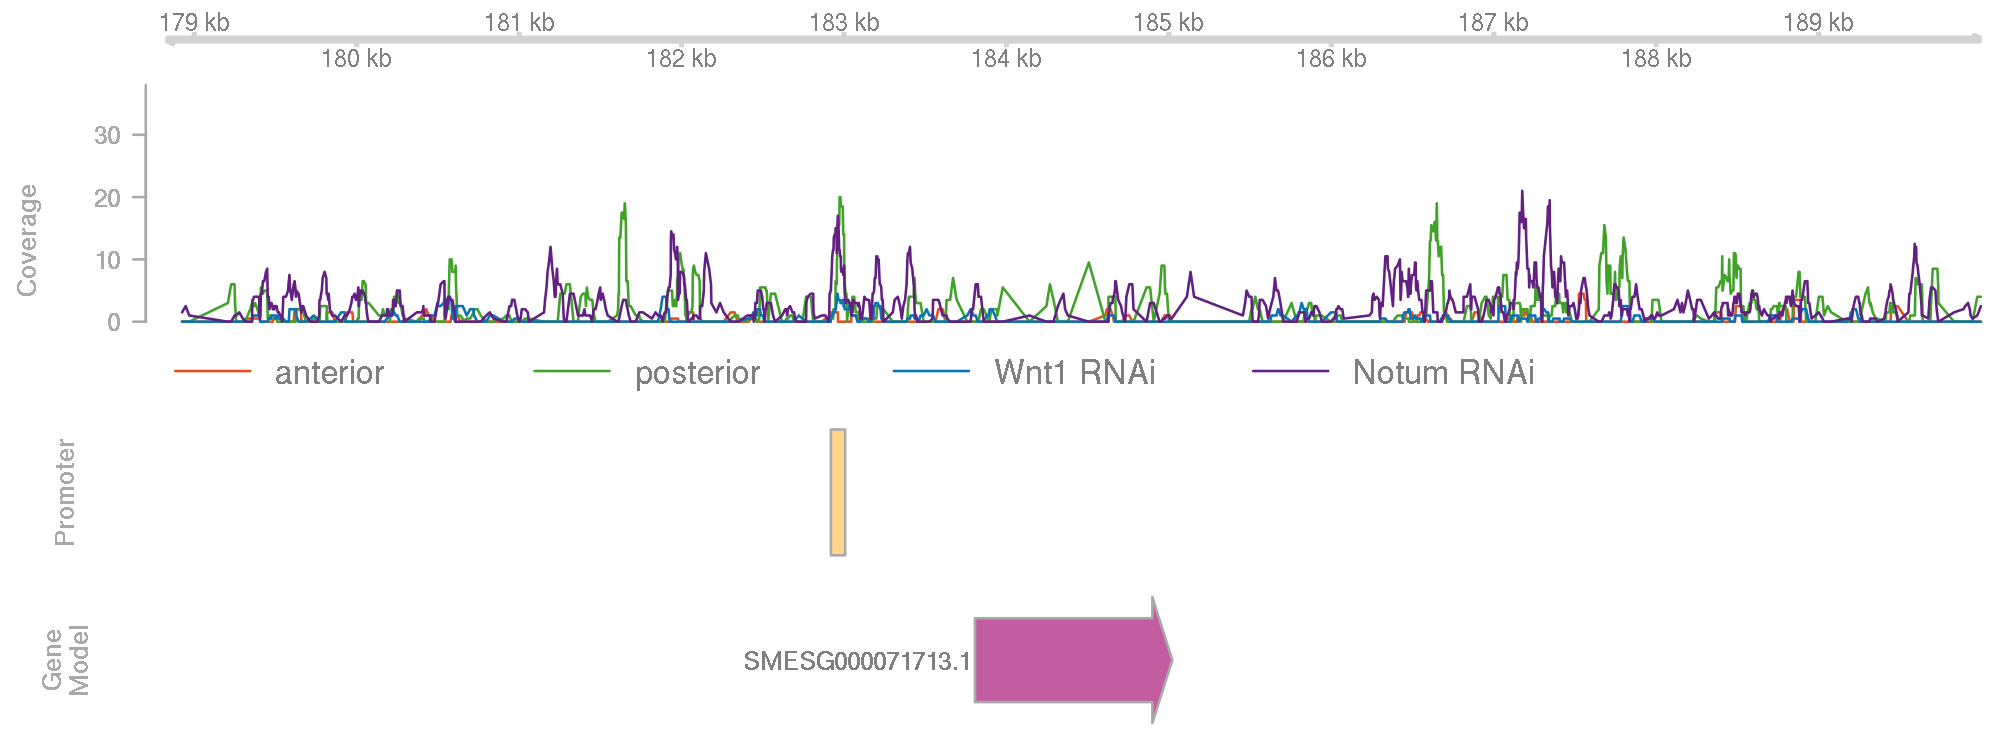 179 kb 181 kb 183 kb 185 kb 187 kb 189 kb
180 kb 182 kb 184 kb 186 kb 188 kb
Coverage
30
20
10
0
anterior posterior Wnt1 RNAi Notum RNAi
Promoter
0
Gene
Model
SMESG000071713.1